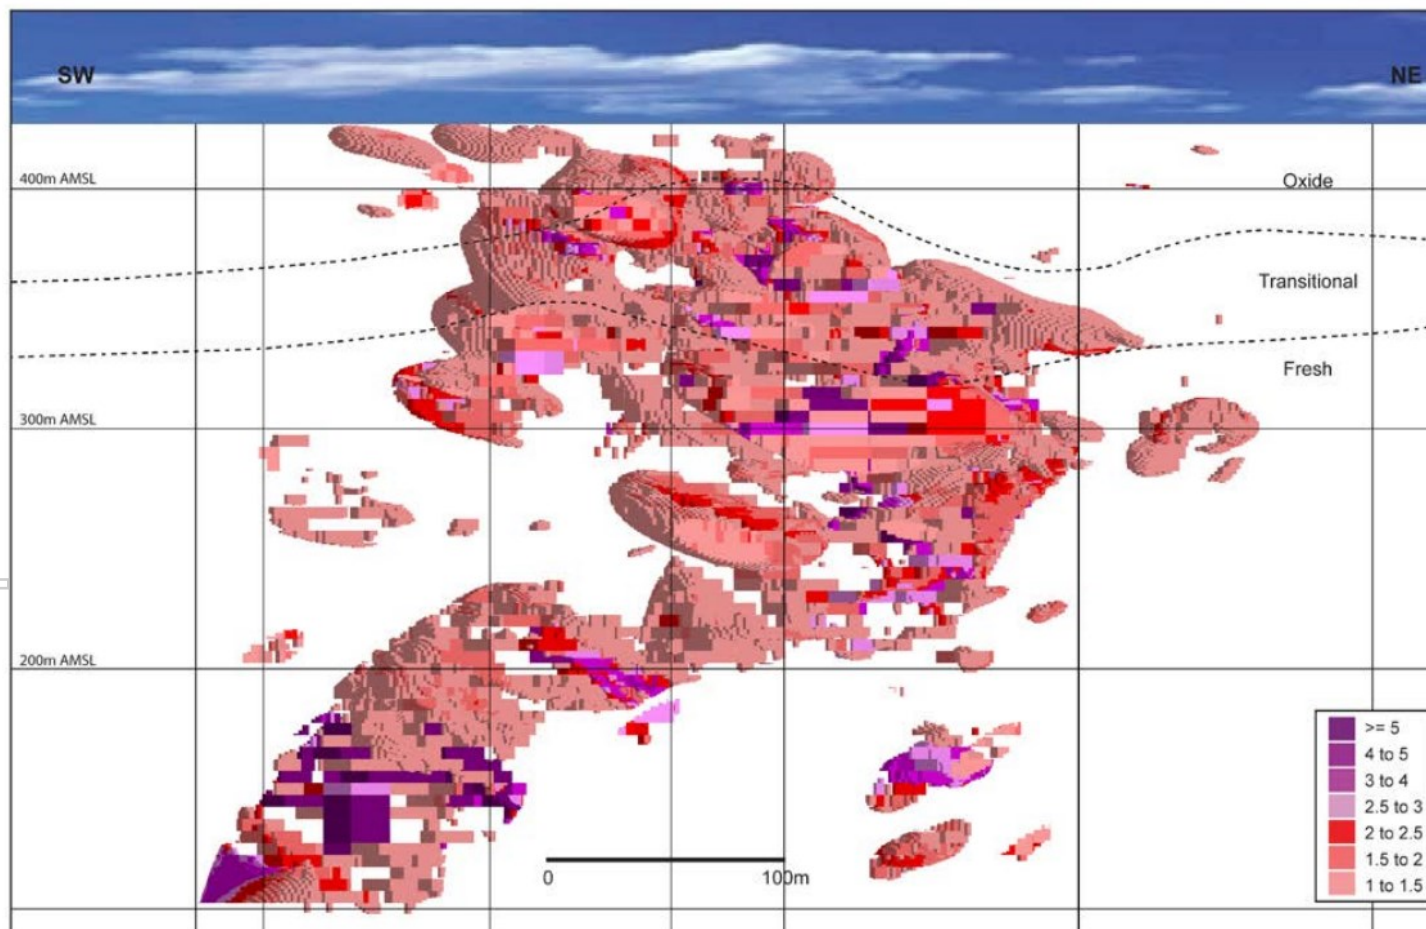 SW
NE
400m AMSL
Oxide
Transitional
Fresh
300m AMSL
200m AMSL
0
100m
>= 5
4 to 5
3 to 4
2.5 to 3
2 to 2.5
1.5 to 2
1 to 1.5